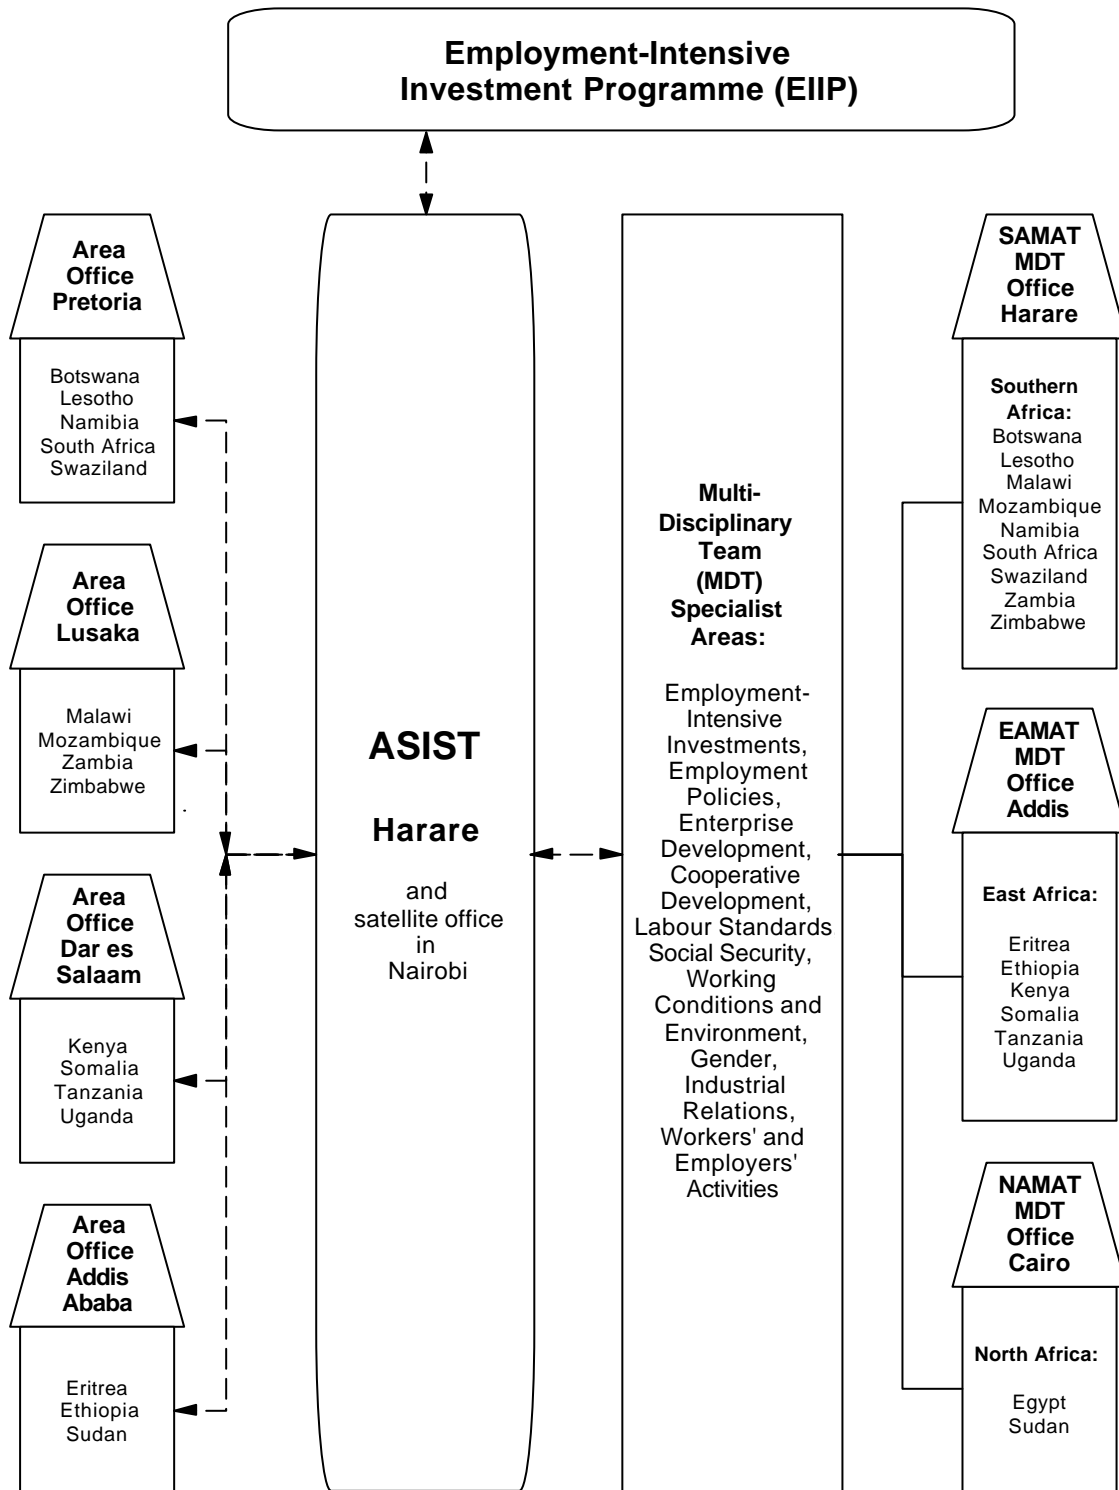 Employment-Intensive
Investment Programme (EIIP)
Area
Office
Pretoria
Botswana
Lesotho
Namibia
South Africa
Swaziland
Area
Office
Lusaka
Malawi
Mozambique
Zambia
Zimbabwe
Area
Office
Dar es
Salaam
Kenya
Somalia
Tanzania
Uganda
Area
Office
Addis
Ababa
Eritrea
Ethiopia
Sudan
ASIST
Harare
and
satellite office
in
Nairobi
Multi-
Disciplinary
Team
(MDT)
Specialist
Areas:
Employment-
Intensive
Investments,
Employment
Policies,
Enterprise
Development,
Cooperative
Development,
Labour Standards
Social Security,
Working
Conditions and
Environment,
Gender,
Industrial
Relations,
Workers' and
Employers'
Activities
SAMAT
MDT
Office
Harare
Southern
Africa:
Botswana
Lesotho
Malawi
Mozambique
Namibia
South Africa
Swaziland
Zambia
Zimbabwe
EAMAT
MDT
Office
Addis
East Africa:
Eritrea
Ethiopia
Kenya
Somalia
Tanzania
Uganda
NAMAT
MDT
Office
Cairo
North Africa:
Egypt
Sudan